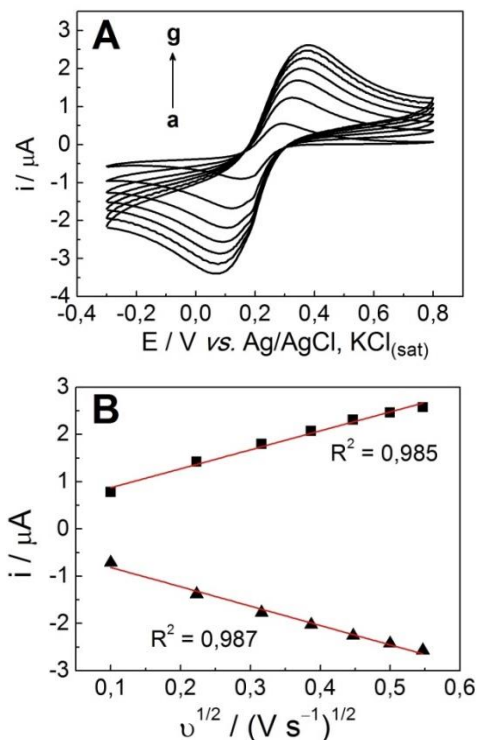 A
g
a
3
2
1
0
-1
-2
-3
-4
i / μA
-0,4 -0,2 0,0 0,2 0,4 0,6 0,8
E / V vs. Ag/AgCl, KCl(sat)
B
3
2
1
0
-1
-2
-3
i / μA
R² = 0,985
R² = 0,987
0,1 0,2 0,3 0,4 0,5 0,6
υ^1/2 / (V s⁻¹)^1/2